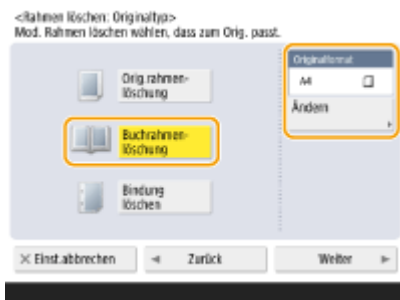 <Rahmen löschen: Originaltyp>
Mod. Rahmen löschen wählen, dass zum Orig. passt.
Originalformat
A4
Ändern
Orig.rahmen-
löschung
Buchrahmen-
löschung
Bindung
löschen
Einst.abbrechen
Zurück
Weiter